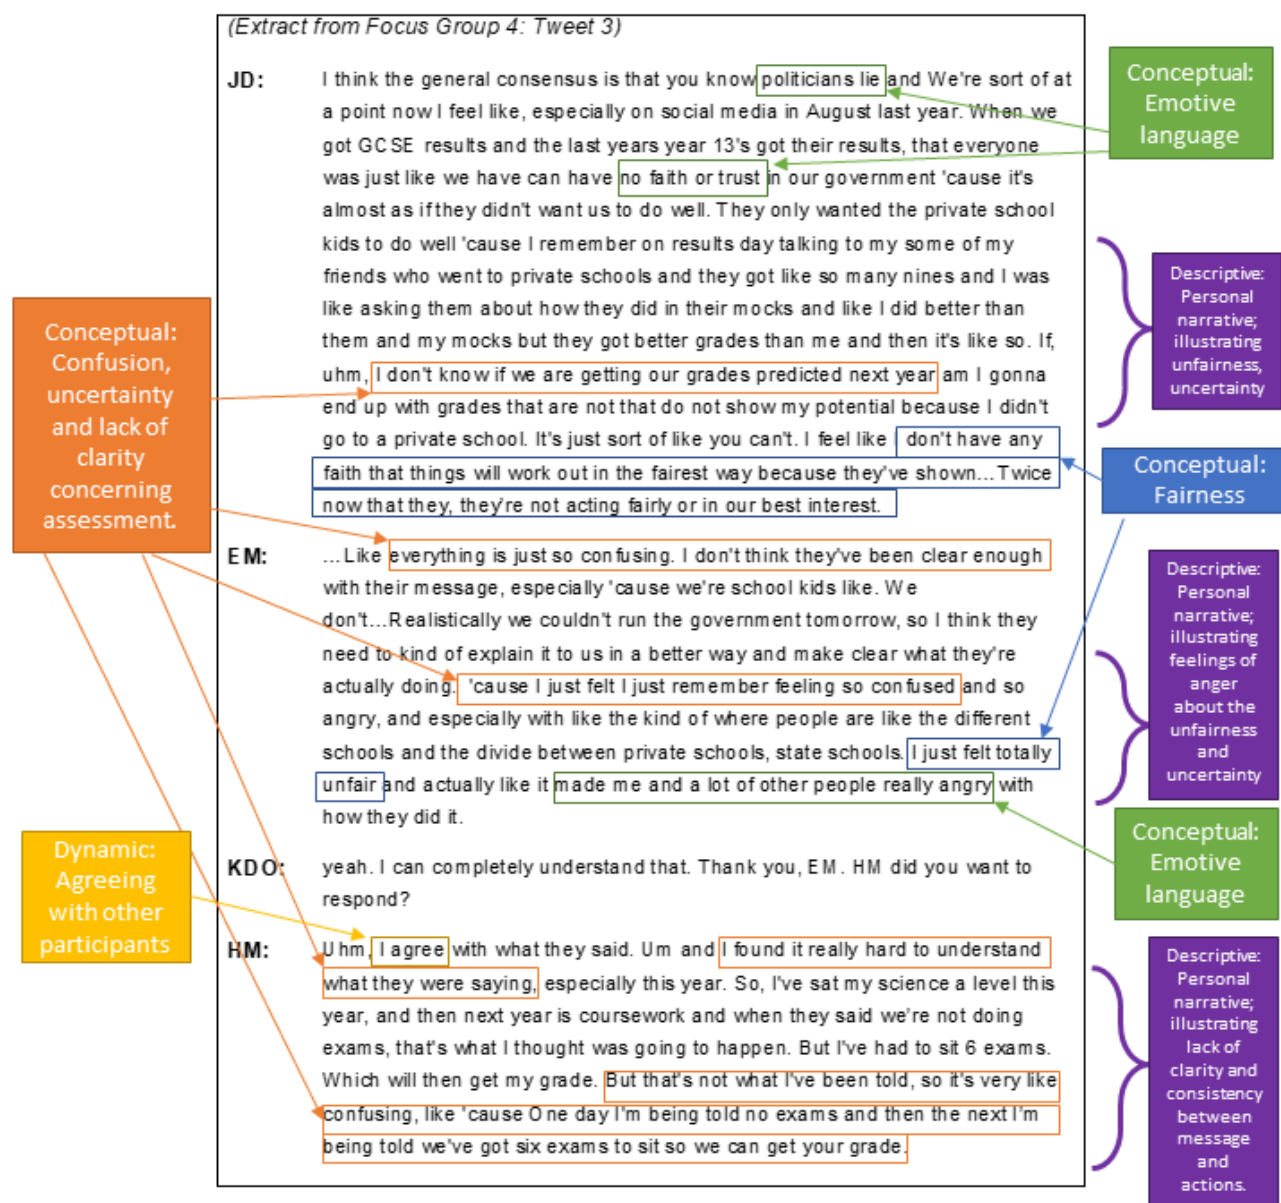 (Extract from Focus Group 4: Tweet 3)
JD: I think the general consensus is that you know politicians lie and We're sort of at
a point now I feel like, especially on social media in August last year. When we
got GCSE results and the last years year 13's got their results, that everyone
was just like we have can have no faith or trust in our government 'cause it's
almost as if they didn't want us to do well. They only wanted the private school
kids to do well 'cause I remember on results day talking to my some of my
friends who went to private schools and they got like so many nines and I was
like asking them about how they did in their mocks and like I did better than
them and my mocks but they got better grades than me and then it's like so. If,
uhm, I don't know if we are getting our grades predicted next year am I gonna
end up with grades that are not that do not show my potential because I didn't
go to a private school. It's just sort of like you can't. I feel like I don't have any
faith that things will work out in the fairest way because they've shown...Twice
now that they, they're not acting fairly or in our best interest.
EM: ...Like everything is just so confusing. I don't think they've been clear enough
with their message, especially 'cause we're school kids like. We
don't...Realistically we couldn't run the government tomorrow, so I think they
need to kind of explain it to us in a better way and make clear what they're
actually doing. 'cause I just felt I just remember feeling so confused and so
angry, and especially with like the kind of where people are like the different
schools and the divide between private schools, state schools. I just felt totally
unfair and actually like it made me and a lot of other people really angry with
how they did it.
KDO: yeah. I can completely understand that. Thank you, EM. HM did you want to
respond?
HM: Uhm, I agree with what they said. Um and I found it really hard to understand
what they were saying, especially this year. So, I've sat my science a level this
year, and then next year is coursework and when they said we're not doing
exams, that's what I thought was going to happen. But I've had to sit 6 exams.
Which will then get my grade. But that's not what I've been told, so it's very like
confusing, like 'cause One day I'm being told no exams and then the next I'm
being told we've got six exams to sit so we can get your grade.
Conceptual:
Confusion,
uncertainty
and lack of
clarity
concerning
assessment.
Dynamic:
Agreeing
with other
participants
Conceptual:
Emotive
language
Descriptive:
Personal
narrative;
illustrating
unfairness,
uncertainty
Conceptual:
Fairness
Descriptive:
Personal
narrative;
illustrating
feelings of
anger
about the
unfairness
and
uncertainty
Conceptual:
Emotive
language
Descriptive:
Personal
narrative;
illustrating
lack of
clarity and
consistency
between
message
and
actions.